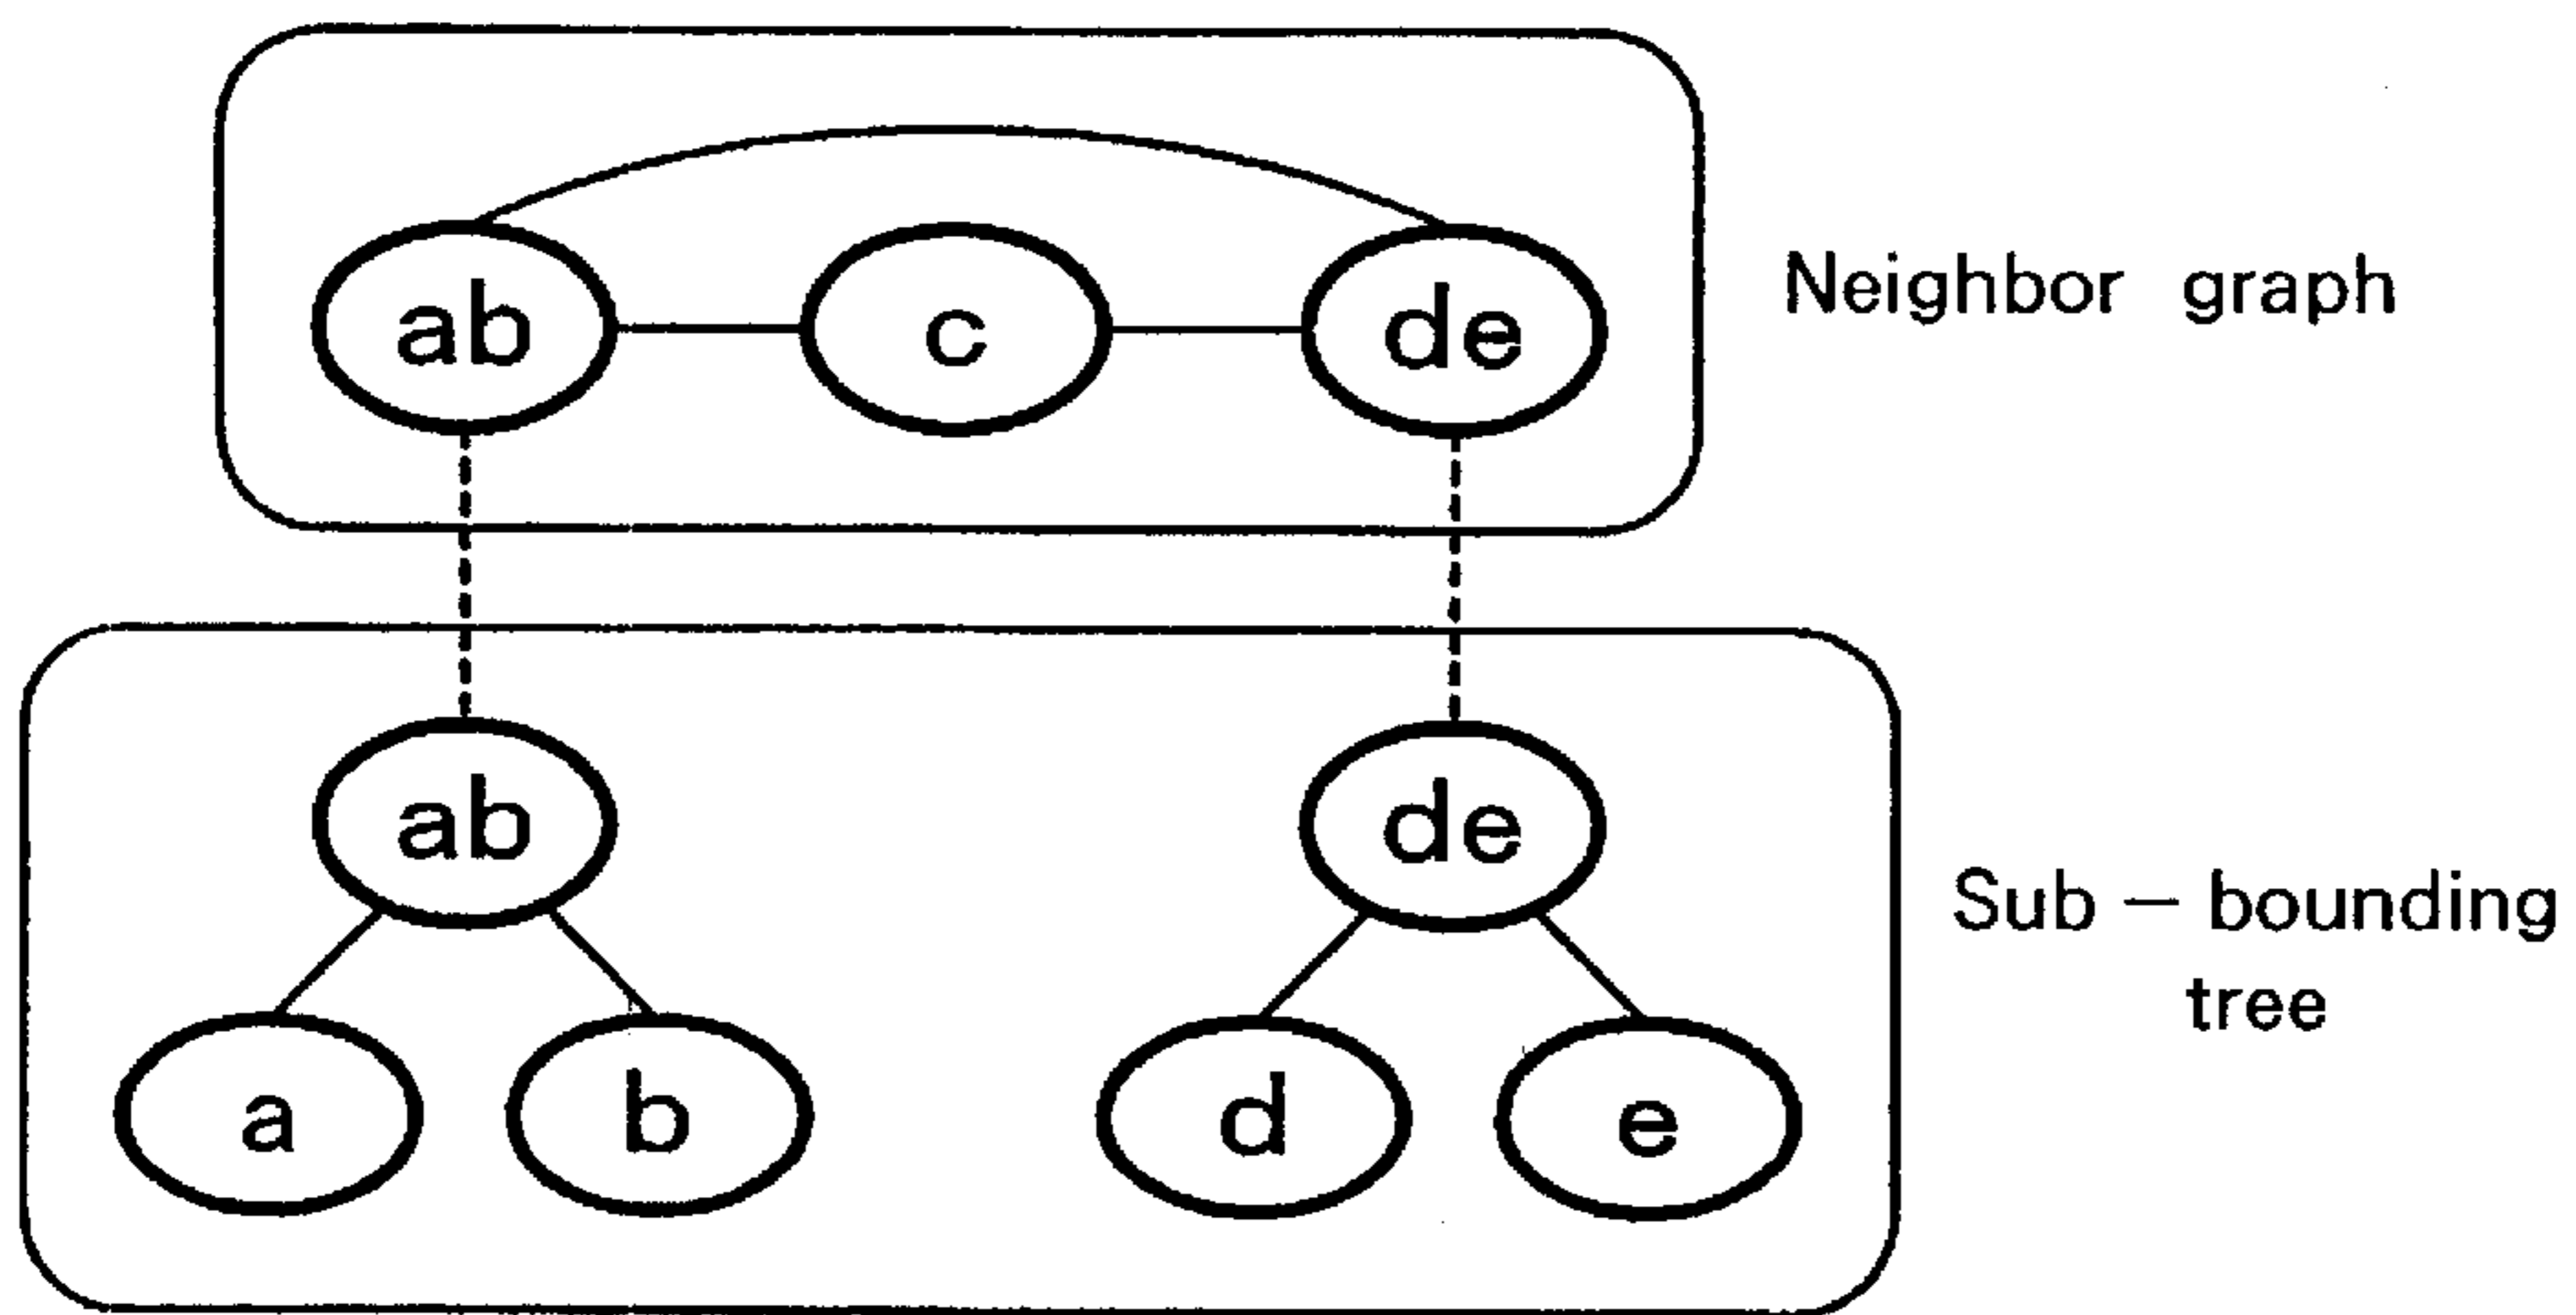 ab c de
Neighbor graph
ab de
Sub – bounding
tree
a b d e